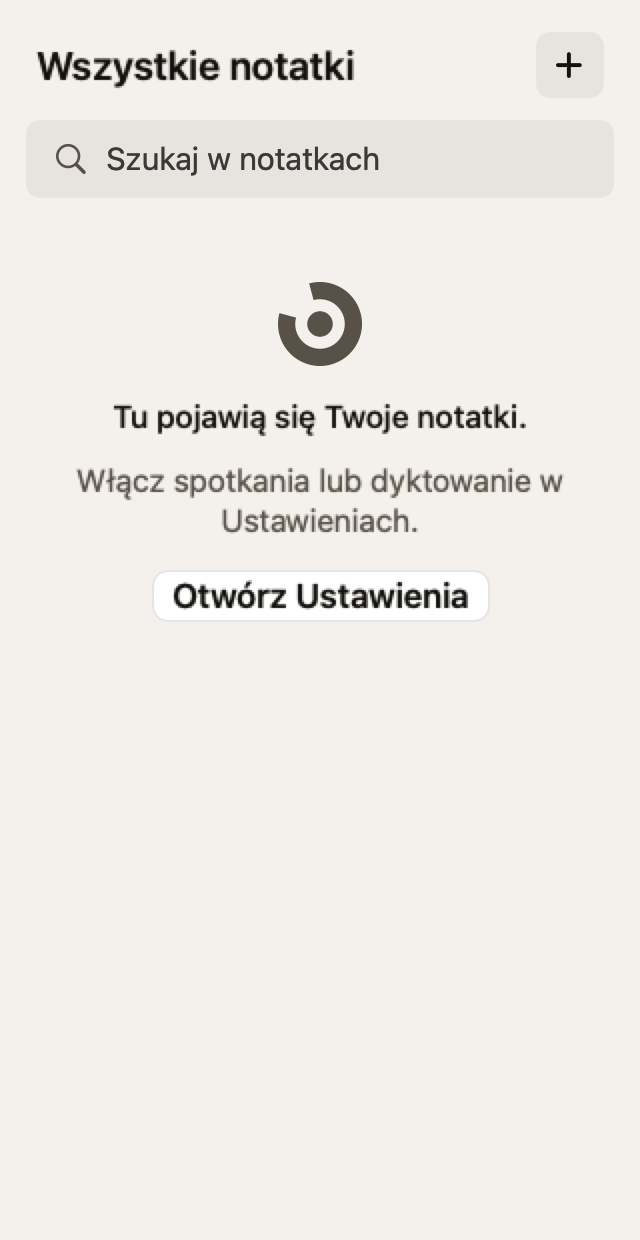 Wszystkie notatki
Szukaj w notatkach
Tu pojawią się Twoje notatki.
Włącz spotkania lub dyktowanie w
Ustawieniach.
Otwórz Ustawienia